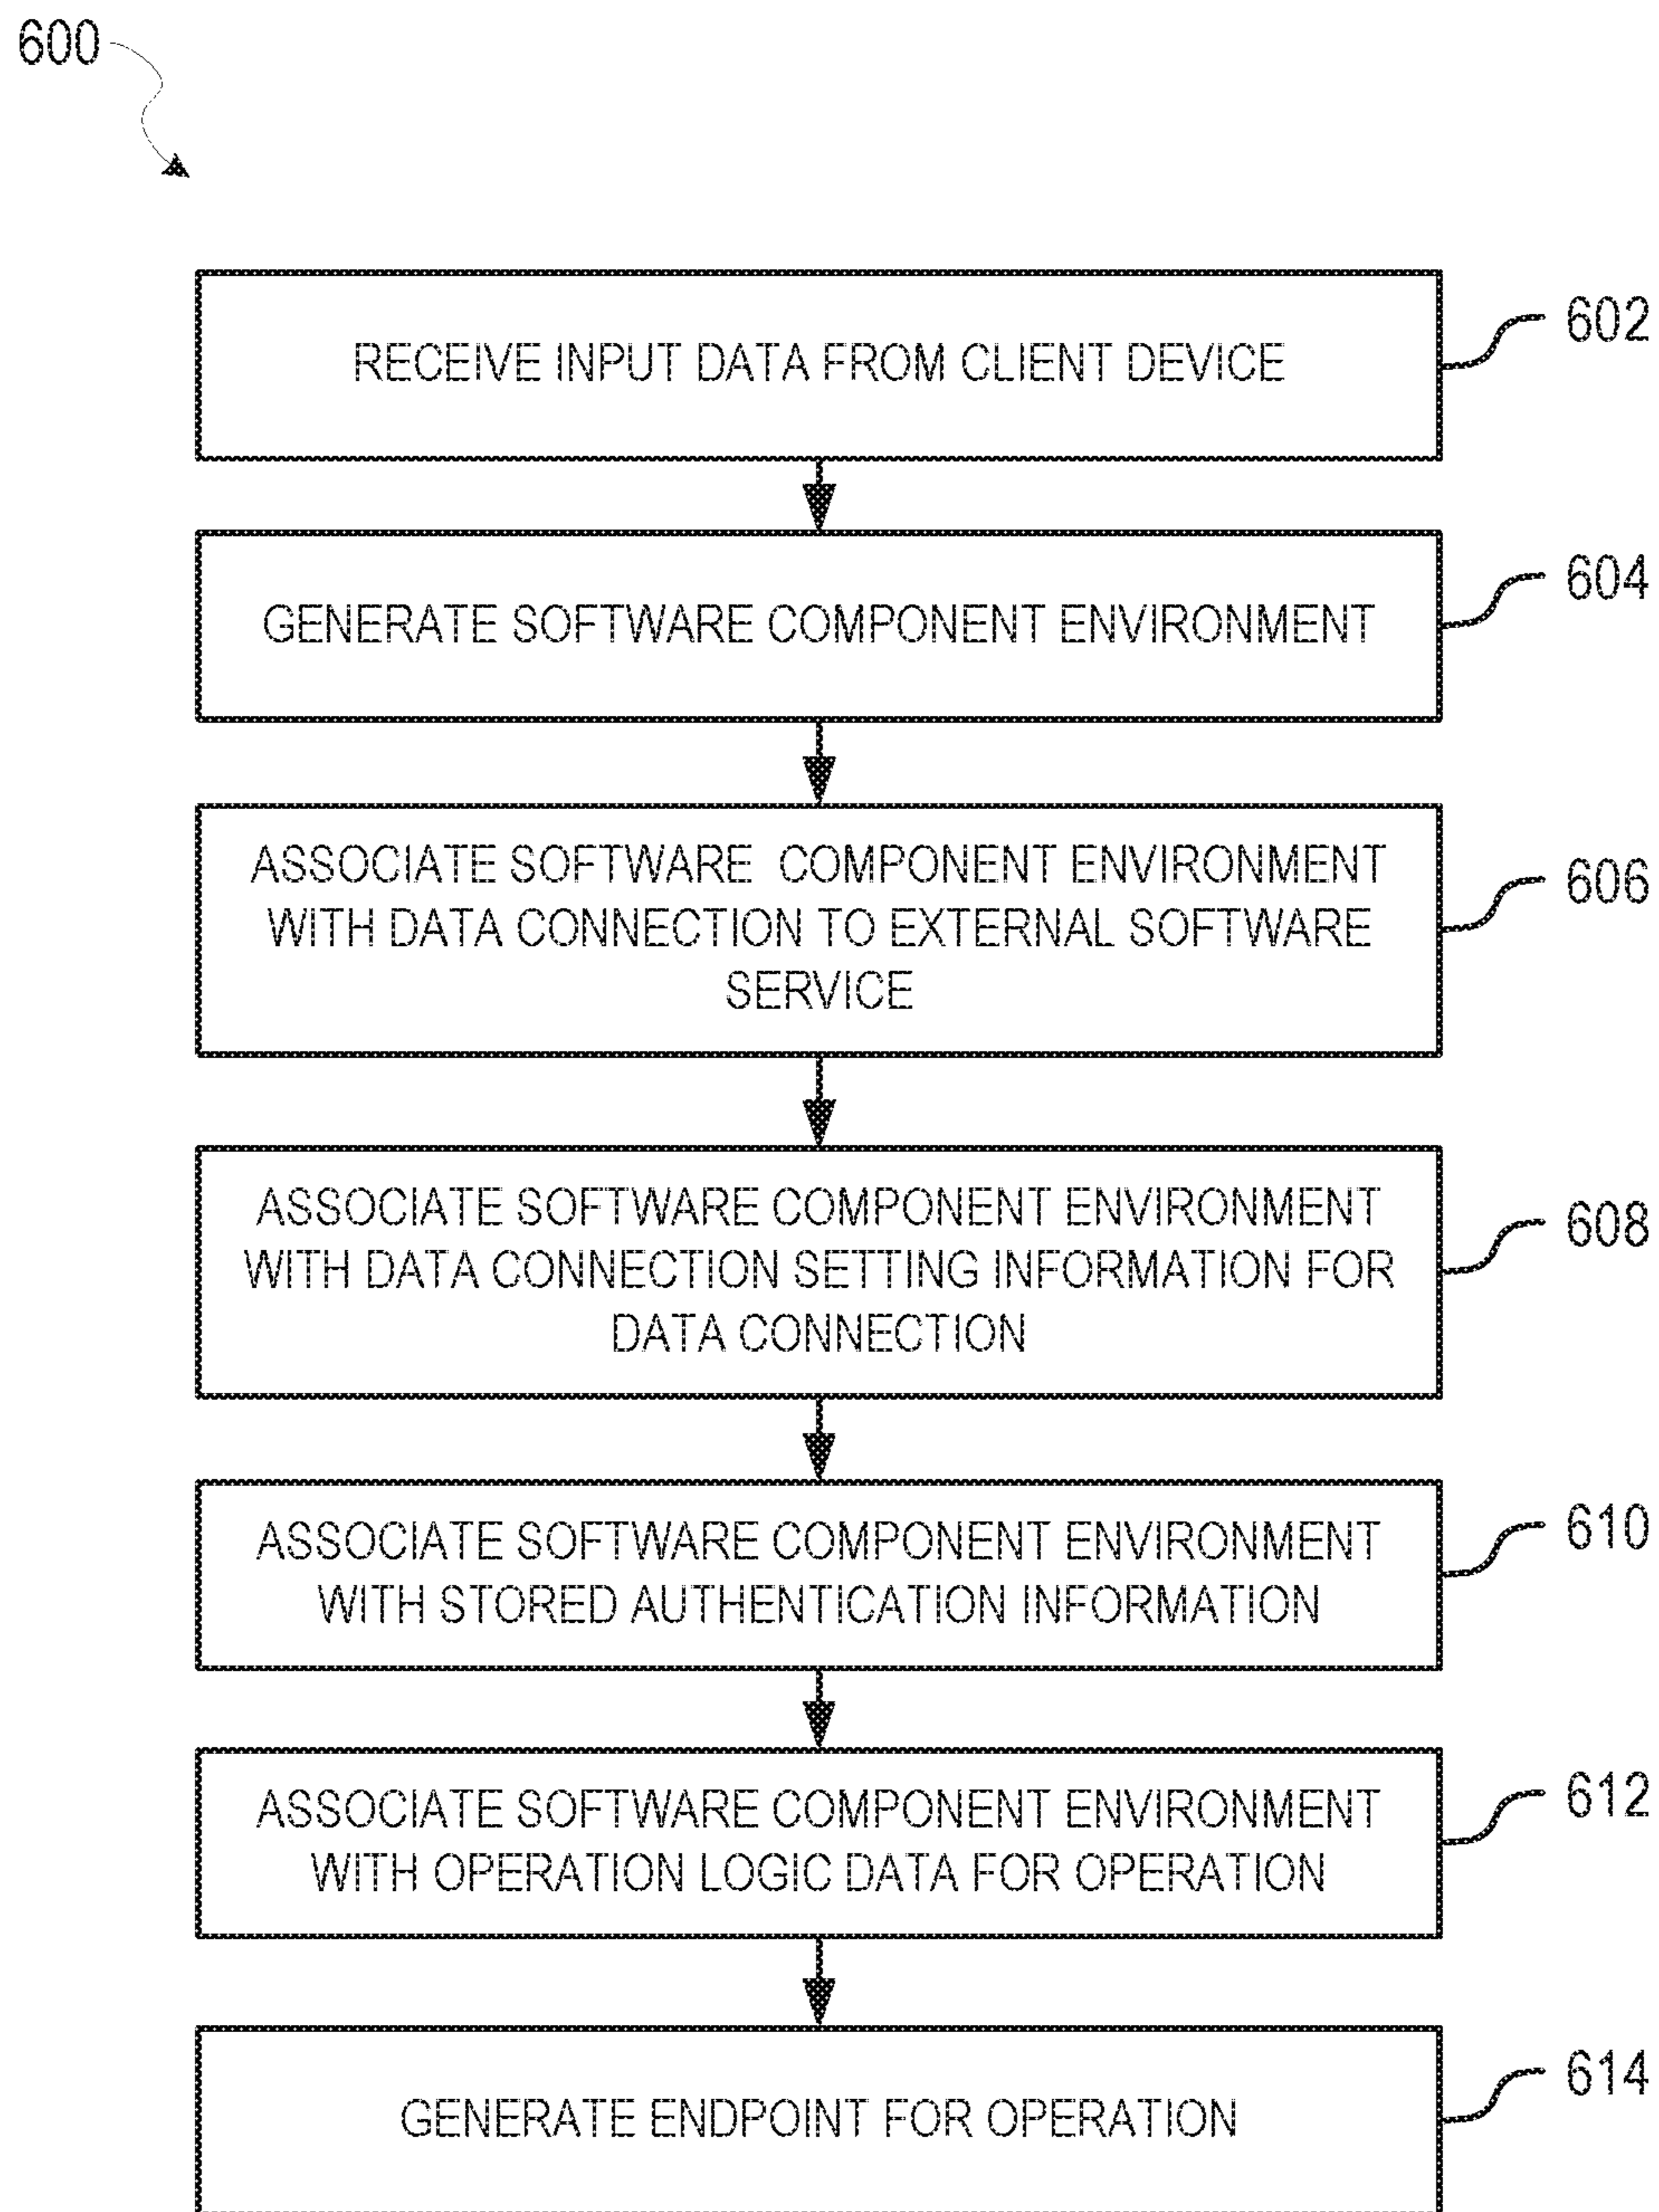 600
RECEIVE INPUT DATA FROM CLIENT DEVICE
602
GENERATE SOFTWARE COMPONENT ENVIRONMENT
604
ASSOCIATE SOFTWARE COMPONENT ENVIRONMENT
WITH DATA CONNECTION TO EXTERNAL SOFTWARE
SERVICE
606
ASSOCIATE SOFTWARE COMPONENT ENVIRONMENT
WITH DATA CONNECTION SETTING INFORMATION FOR
DATA CONNECTION
608
ASSOCIATE SOFTWARE COMPONENT ENVIRONMENT
WITH STORED AUTHENTICATION INFORMATION
610
ASSOCIATE SOFTWARE COMPONENT ENVIRONMENT
WITH OPERATION LOGIC DATA FOR OPERATION
612
GENERATE ENDPOINT FOR OPERATION
614